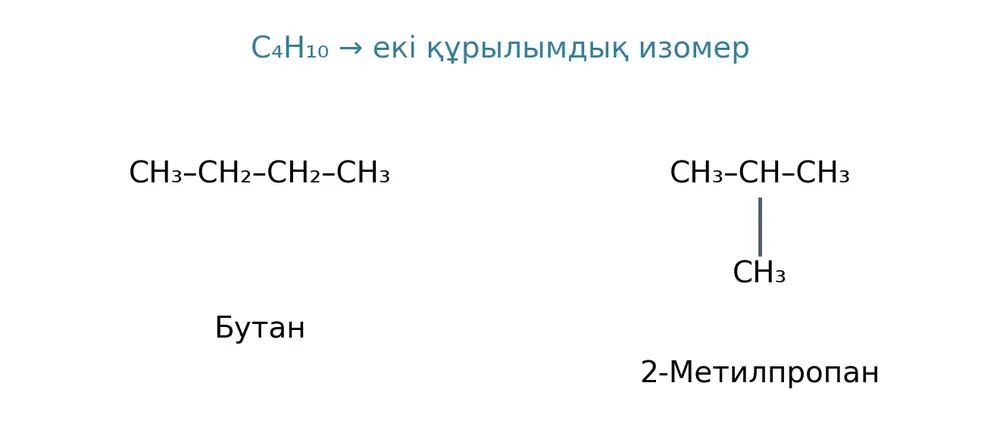 C₄H₁₀ → екі құрылымдық изомер
CH₃–CH₂–CH₂–CH₃
CH₃–CH–CH₃
CH₃
Бутан
2-Метилпропан